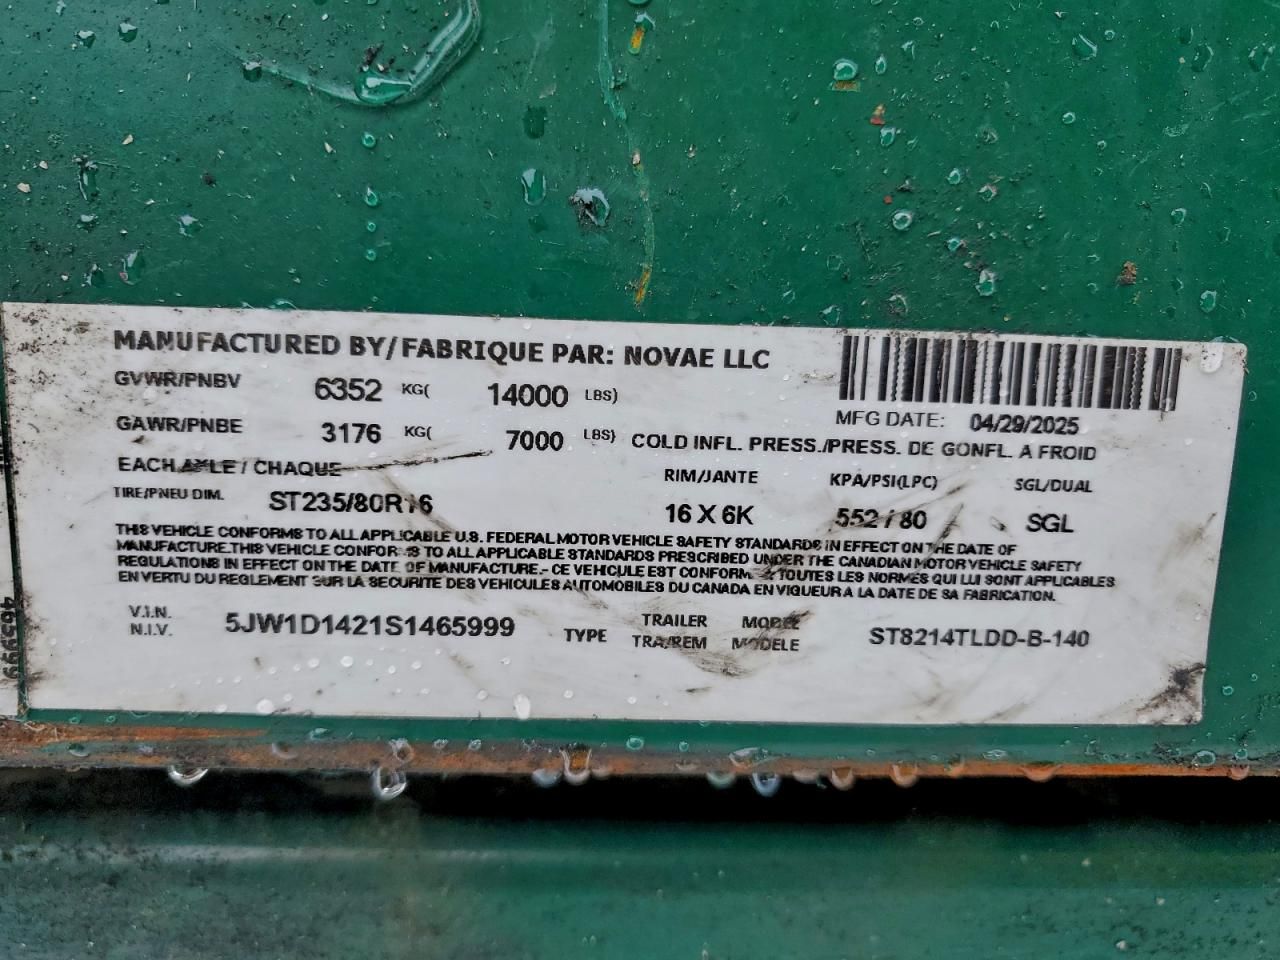 MANUFACTURED BY/FABRIQUE PAR: NOVAE LLC
GVWR/PNBV 6352 KG( 14000 LBS)
MFG DATE: 04/29/2025
GAWR/PNBE 3176 KG( 7000 LBS) COLD INFL. PRESS./PRESS. DE GONFL. A FROID
EACH AXLE / CHAQUE RIM/JANTE KPA/PSI(LPC) SGL/DUAL
TIRE/PNEU DIM. ST235/80R16 16 X 6K 552 / 80 SGL
THIS VEHICLE CONFORMS TO ALL APPLICABLE U.S. FEDERAL MOTOR VEHICLE SAFETY STANDARDS IN EFFECT ON THE DATE OF
MANUFACTURE.THIS VEHICLE CONFORMS TO ALL APPLICABLE STANDARDS PRESCRIBED UNDER THE CANADIAN MOTOR VEHICLE SAFETY
REGULATIONS IN EFFECT ON THE DATE OF MANUFACTURE.- CE VEHICULE EST CONFORME A TOUTES LES NORMES QUI LUI SONT APPLICABLES
EN VERTU DU REGLEMENT SUR LA SECURITE DES VEHICULES AUTOMOBILES DU CANADA EN VIQUEUR A LA DATE DE SA FABRICATION.
V.I.N. 5JW1D1421S1465999 TYPE TRAILER MODEL ST8214TLDD-B-140
N.I.V. TRA/REM MODELE
465999